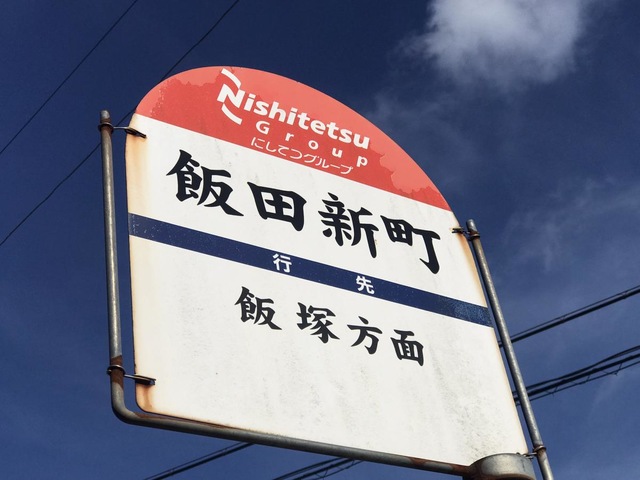 Nishitetsu
Group
にしてつグループ
飯田新町
行先
飯塚方面